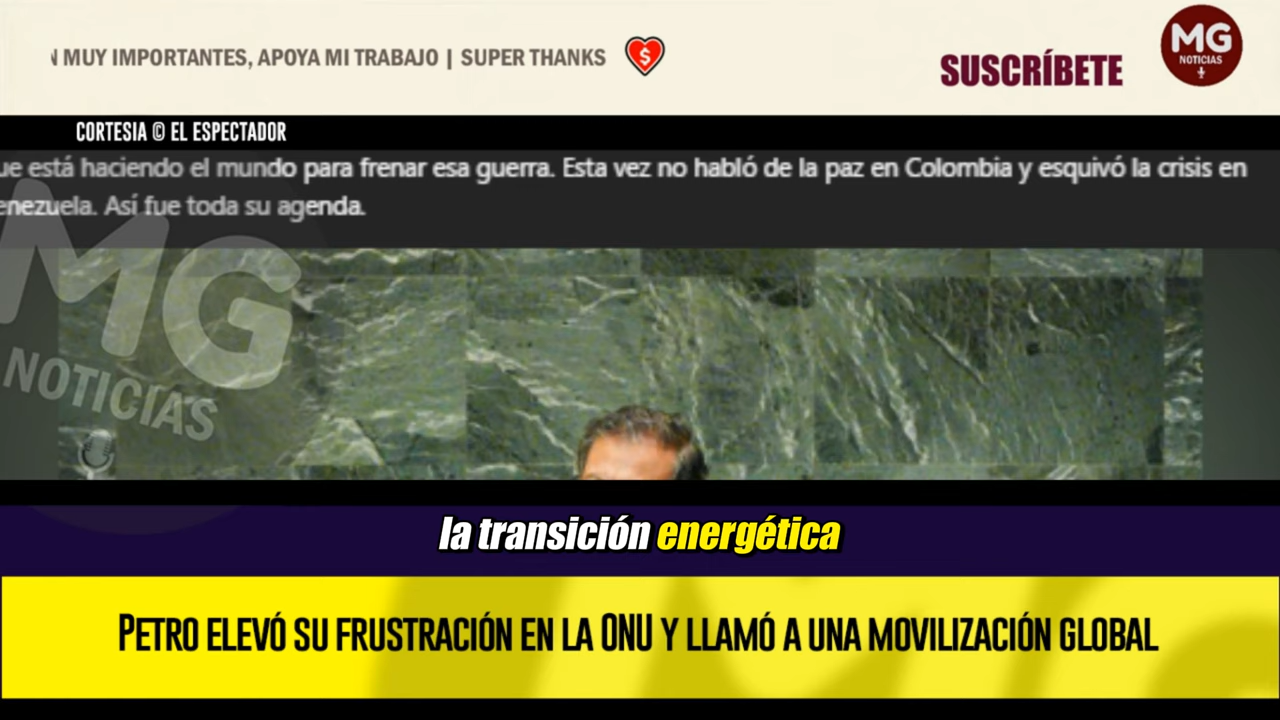 MUY IMPORTANTES, APOYA MI TRABAJO | SUPER THANKS
$
SUSCRÍBETE
MG
NOTICIAS
CORTESIA © EL ESPECTADOR
está haciendo el mundo para frenar esa guerra. Esta vez no habló de la paz en Colombia y esquivó la crisis en
Así fue toda su agenda.
MG
NOTICIAS
la transición energética
PETRO ELEVÓ SU FRUSTRACIÓN EN LA ONU Y LLAMÓ A UNA MOVILIZACIÓN GLOBAL